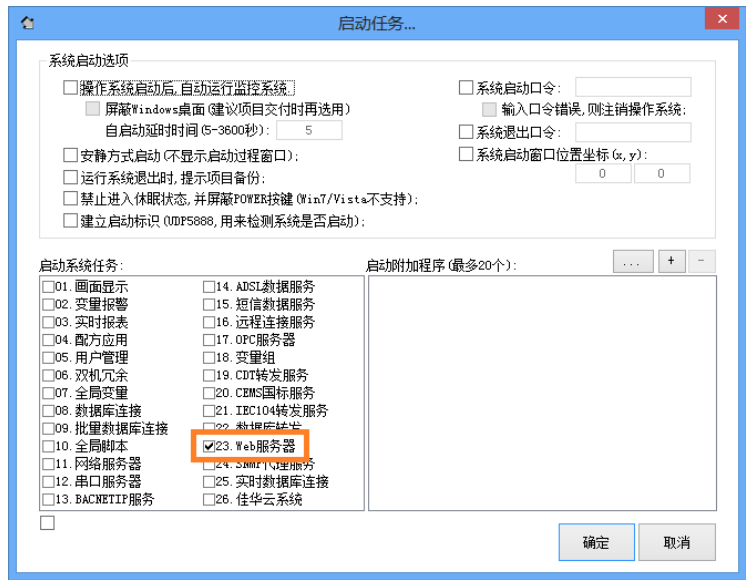 启动任务...
系统启动选项
操作系统启动后,自动运行监控系统.
屏蔽Windows桌面(建议项目交付时再选用)
自启动延时时间(5-3600秒): 5
安静方式启动(不显示启动过程窗口);
运行系统退出时,提示项目备份;
禁止进入休眠状态,并屏蔽POWER按键(Win7/Vista不支持);
建立启动标识(UDP5888,用来检测系统是否启动);
系统启动口令:
输入口令错误,则注销操作系统;
系统退出口令:
系统启动窗口位置坐标(x,y):
0 0
启动系统任务:
01.画面显示
02.变量报警
03.实时报表
04.配方应用
05.用户管理
06.双机冗余
07.全局变量
08.数据库连接
09.批量数据库连接
10.全局脚本
11.网络服务器
12.串口服务器
13.BACNETIP服务
14.ADSL数据服务
15.短信数据服务
16.远程连接服务
17.OPC服务器
18.变量组
19.CDT转发服务
20.CEMS国标服务
21.IEC104转发服务
22.数据库转发
23.Web服务器
24.SNMP代理服务
25.实时数据库连接
26.佳华云系统
启动附加程序(最多20个):
... + -
确定 取消